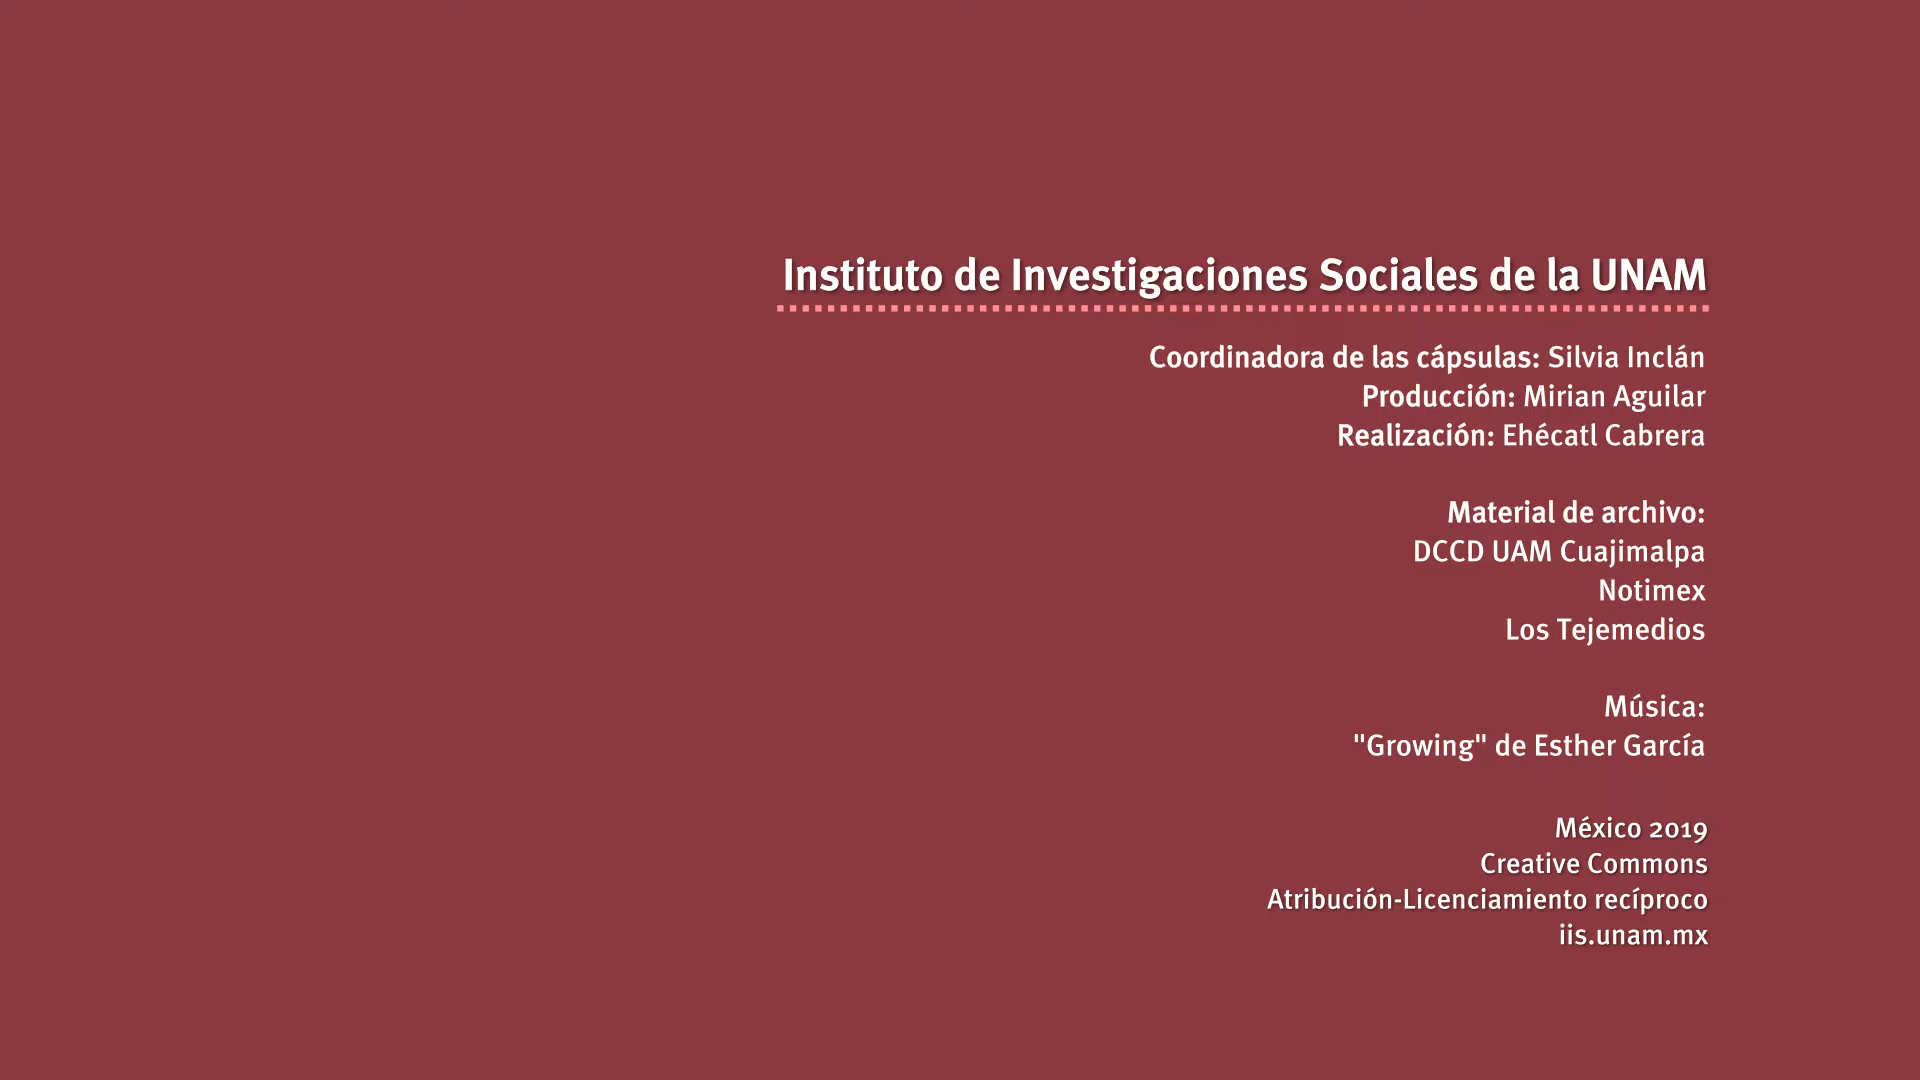 Instituto de Investigaciones Sociales de la UNAM
Coordinadora de las cápsulas: Silvia Inclán
Producción: Mirian Aguilar
Realización: Ehécatl Cabrera
Material de archivo:
DCCD UAM Cuajimalpa
Notimex
Los Tejemedios
Música:
"Growing" de Esther García
México 2019
Creative Commons
Atribución-Licenciamiento recíproco
iis.unam.mx